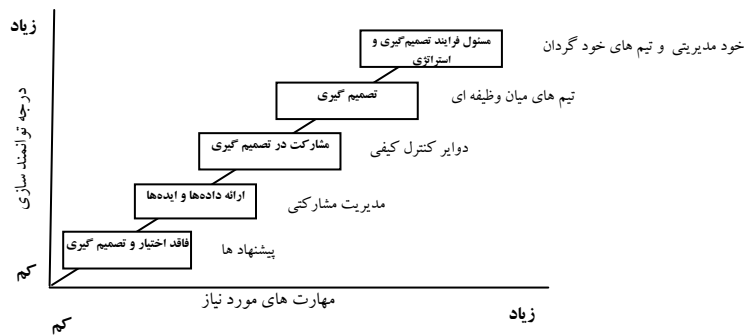 زیاد
مسئول فرایند تصمیم‌گیری و
استراتژی
خود مدیریتی و تیم های خود گردان
تصمیم گیری
تیم های میان وظیفه ای
درجه توانمند سازی
مشارکت در تصمیم گیری
دوایر کنترل کیفی
ارائه داده‌ها و ایده‌ها
مدیریت مشارکتی
فاقد اختیار و تصمیم گیری
پیشنهاد ها
کم
مهارت های مورد نیاز
زیاد
کم